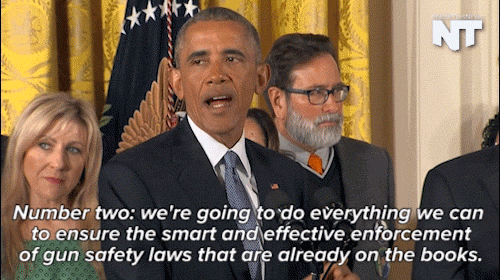 NT
Number two: we're going to do everything we can
to ensure the smart and effective enforcement
of gun safety laws that are already on the books.